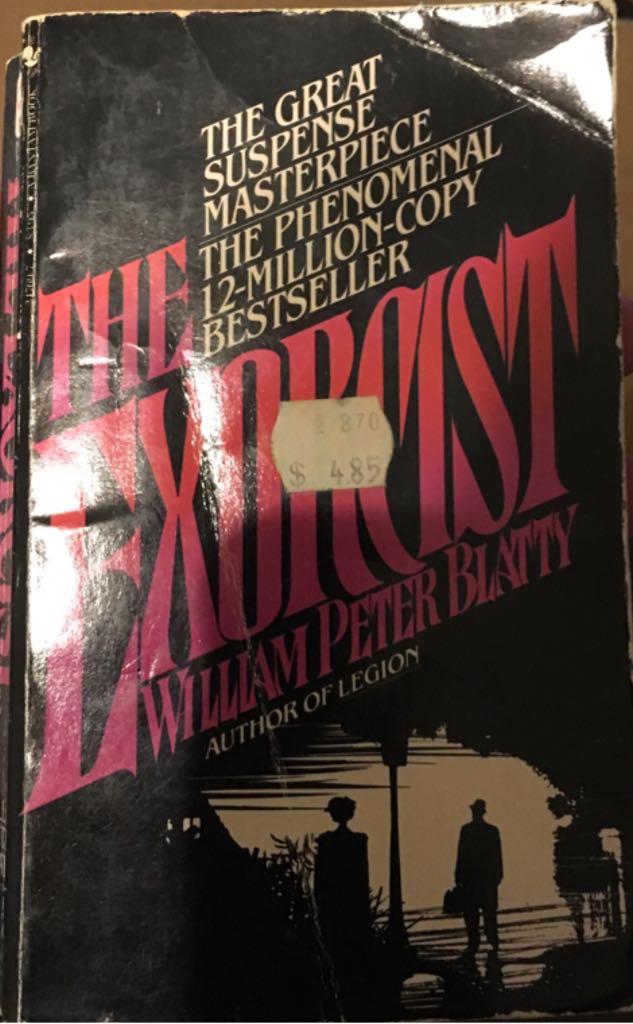 THE GREAT
SUSPENSE
MASTERPIECE
THE PHENOMENAL
12-MILLION-COPY
BESTSELLER
THE
EXORCIST
870
$ 4.85
WILLIAM PETER BLATTY
AUTHOR OF LEGION